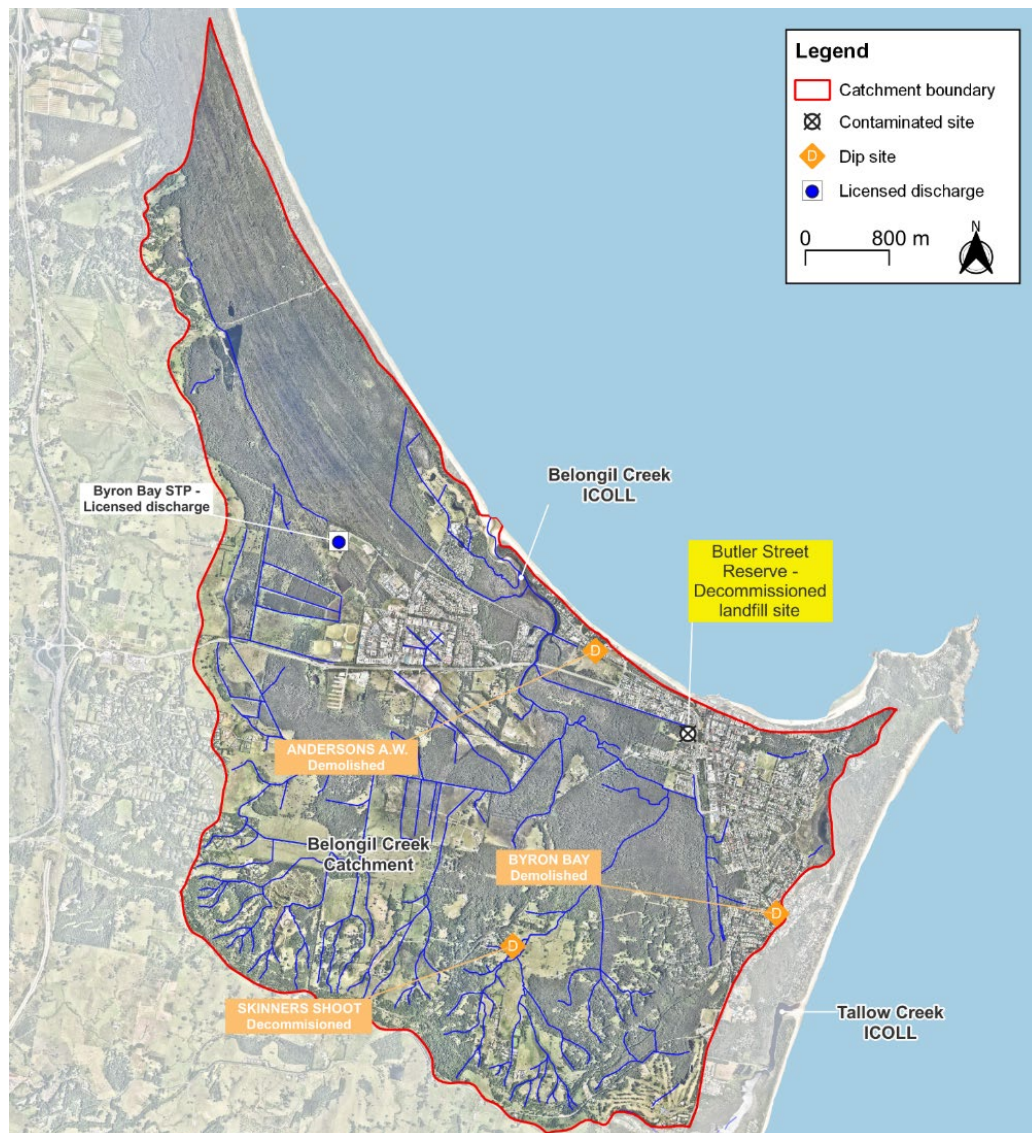 Legend
Catchment boundary
Contaminated site
D
Dip site
Licensed discharge
0
800 m
N
Belongil Creek
ICOLL
Byron Bay STP -
Licensed discharge
Butler Street
Reserve -
Decommissioned
landfill site
D
ANDERSONS A.W.
Demolished
Belongil Creek
Catchment
BYRON BAY
Demolished
D
D
SKINNERS SHOOT
Decommisioned
Tallow Creek
ICOLL